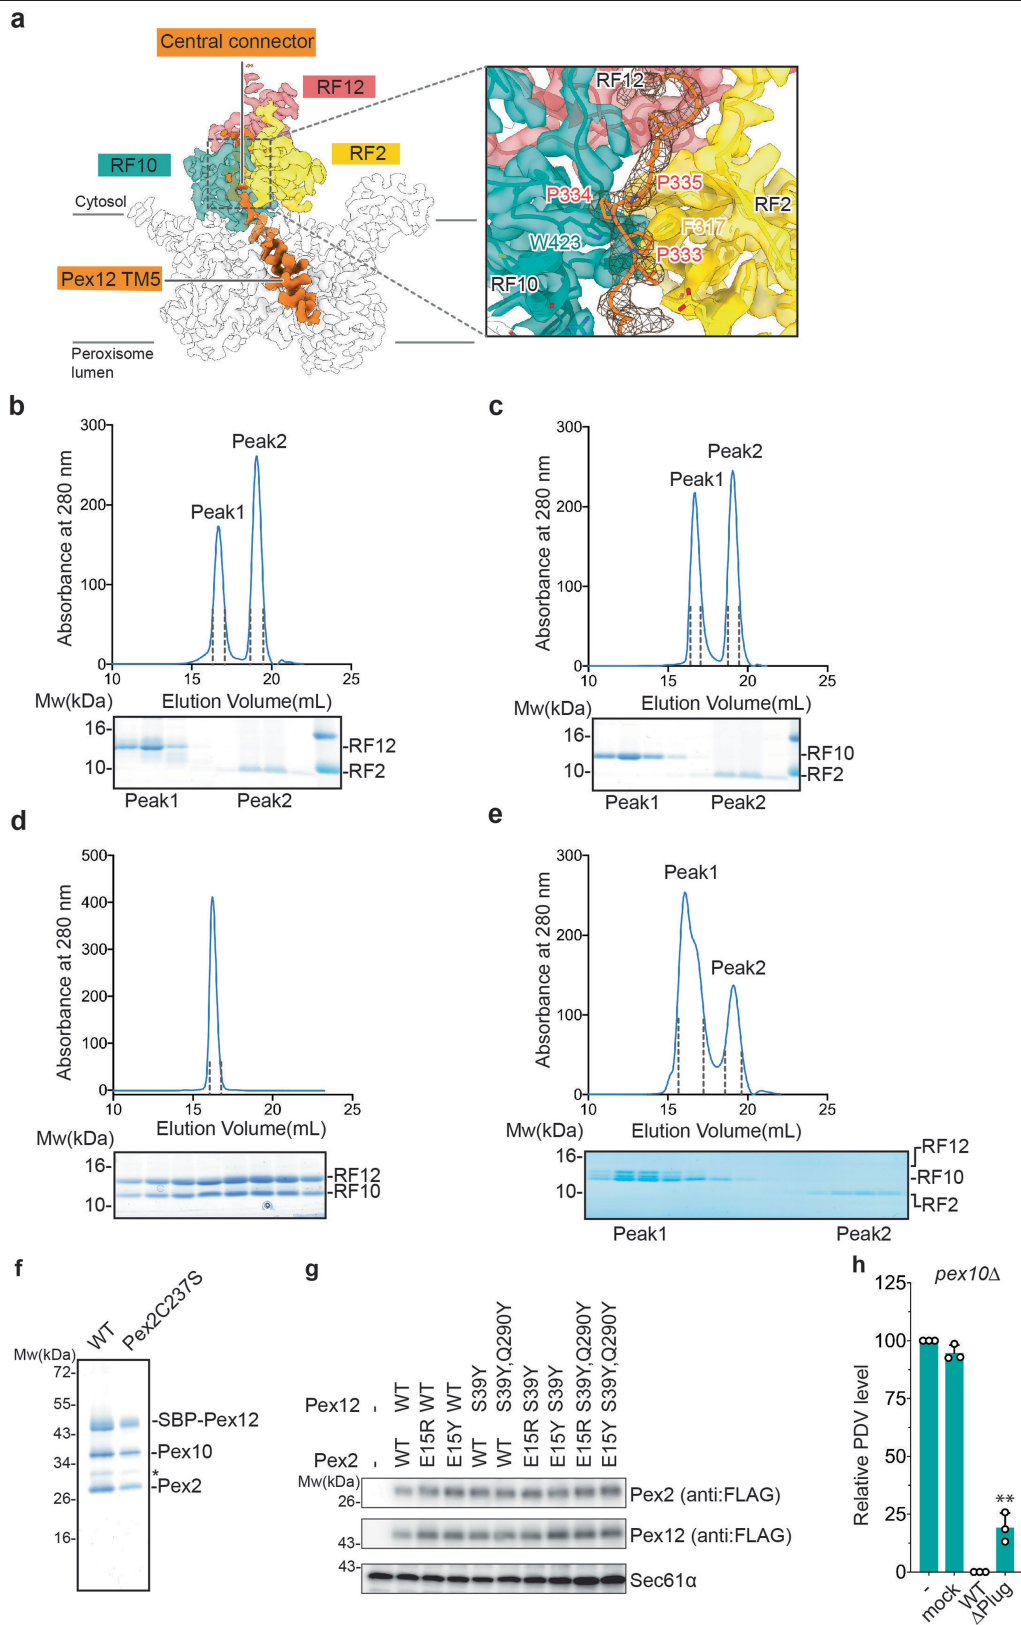 a
Central connector
RF12
RF10
RF2
Cytosol
Pex12 TM5
Peroxisome
lumen
RF12
P334
P335
RF2
W423
F317
P333
RF10
b
300
200
100
0
10 15 20 25
Absorbance at 280 nm
Peak1
Peak2
Elution Volume(mL)
Mw(kDa)
16-
10-
-RF12
-RF2
Peak1 Peak2
c
300
200
100
0
10 15 20 25
Absorbance at 280 nm
Peak1
Peak2
Elution Volume(mL)
Mw(kDa)
16-
10-
-RF10
-RF2
Peak1 Peak2
d
500
400
300
200
100
0
10 15 20 25
Absorbance at 280 nm
Elution Volume(mL)
Mw(kDa)
16-
10-
-RF12
-RF10
e
300
200
100
0
10 15 20 25
Absorbance at 280 nm
Peak1
Peak2
Elution Volume(mL)
Mw(kDa)
16-
10-
RF12
-RF10
RF2
Peak1 Peak2
f
WT
Pex2C237S
Mw(kDa)
72-
55-
43-
34-
26-
16-
-SBP-Pex12
-Pex10
*
-Pex2
g
Pex12 - WT WT WT S39Y S39Y,Q290Y S39Y S39Y S39Y,Q290Y S39Y,Q290Y
Pex2 - WT E15R E15Y WT WT E15R E15Y E15R E15Y
Mw(kDa)
26-
Pex2 (anti:FLAG)
43-
Pex12 (anti:FLAG)
43-
Sec61α
h
pex10Δ
125
100
75
50
25
0
Relative PDV level
**
- mock WT ΔPlug